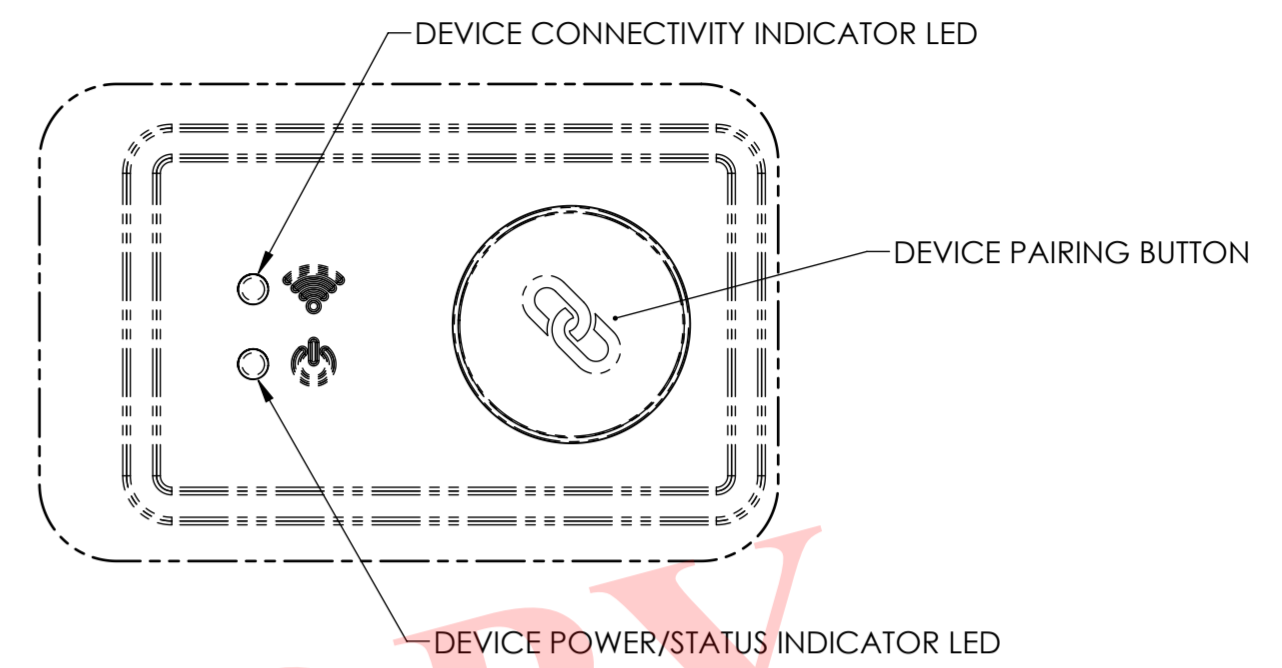 DEVICE CONNECTIVITY INDICATOR LED
DEVICE PAIRING BUTTON
DEVICE POWER/STATUS INDICATOR LED